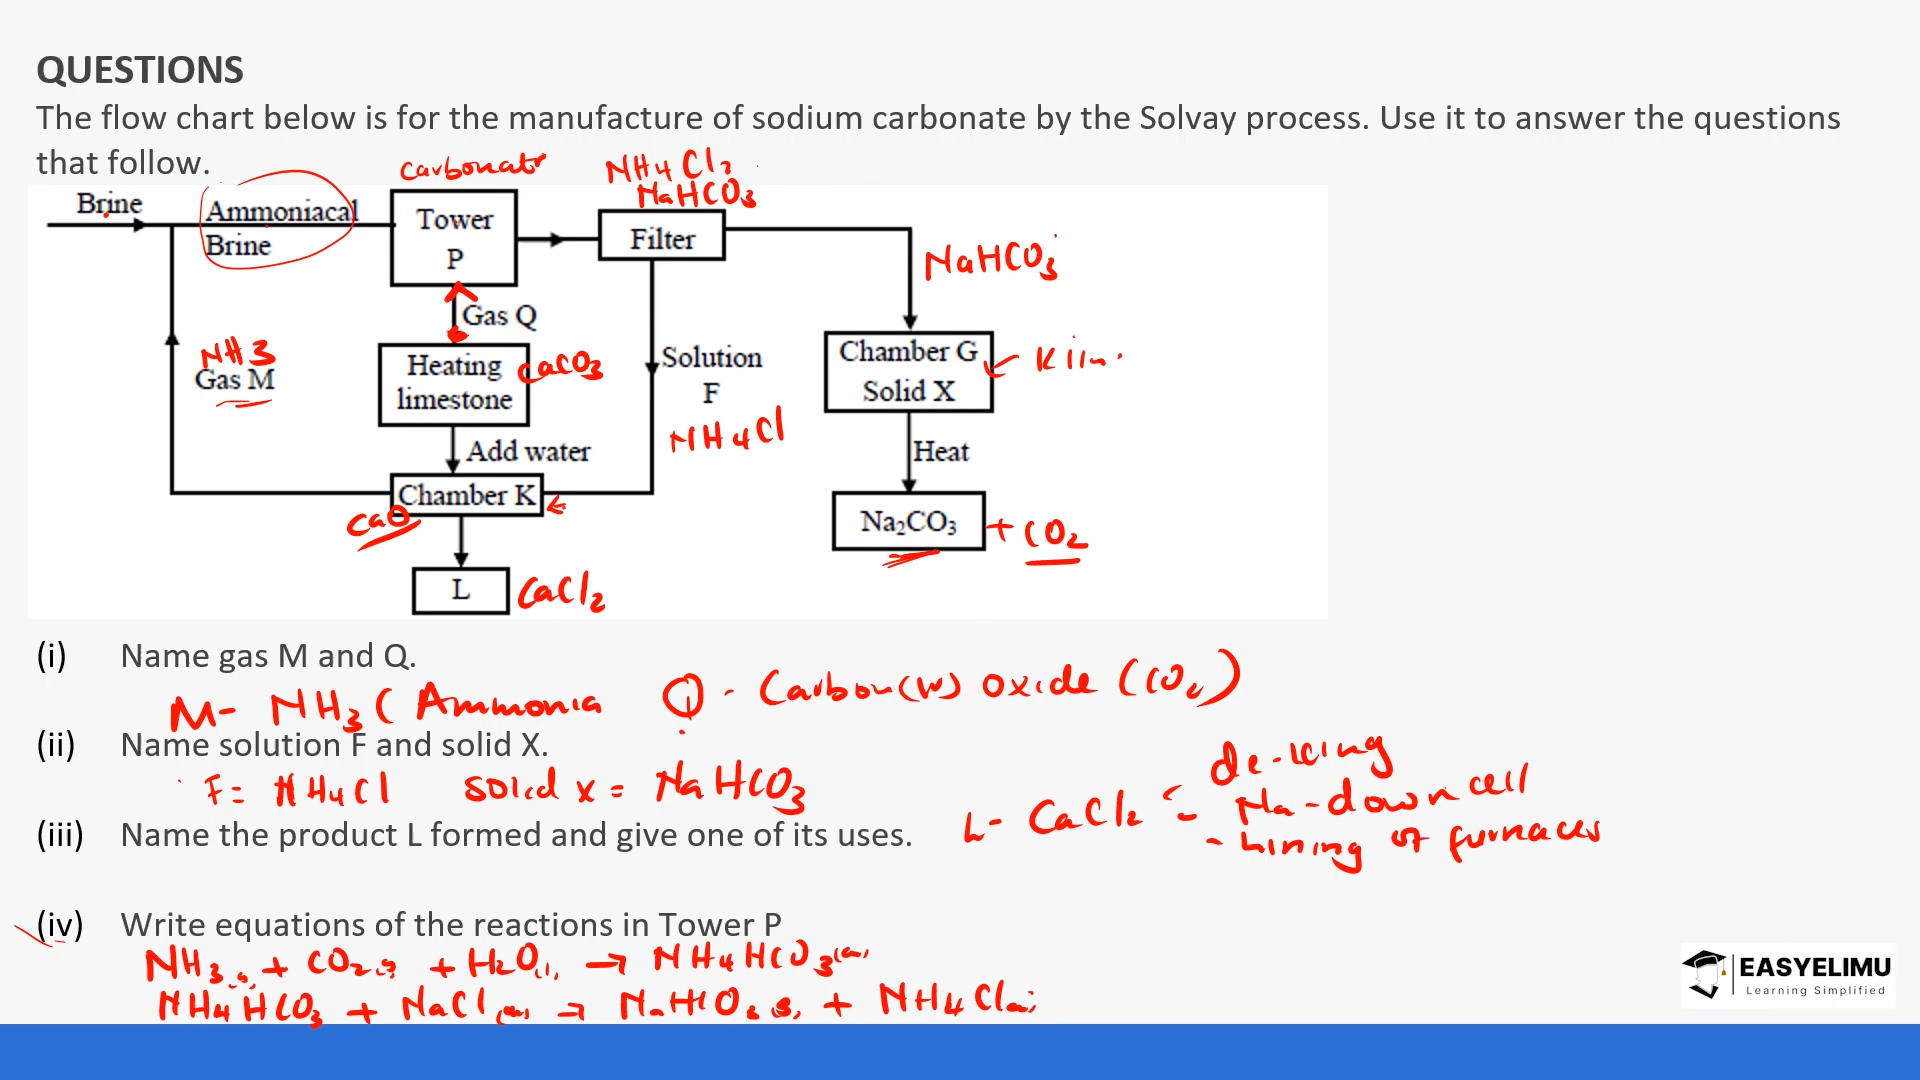 QUESTIONS
The flow chart below is for the manufacture of sodium carbonate by the Solvay process. Use it to answer the questions
that follow.
carbonate
NH4Cl2
NaHCO3
Brine
Ammoniacal
Brine
Tower
P
Filter
NaHCO3
Gas Q
NH3
Gas M
Heating
limestone
CaCO3
Solution
F
NH4Cl
Chamber G
Solid X
Kiln
Add water
Heat
Chamber K
CaO
Na2CO3
+ CO2
L
CaCl2
(i) Name gas M and Q.
M- NH3 ( Ammonia Q - Carbon(iv) oxide (CO2)
(ii) Name solution F and solid X.
F= NH4Cl solid x = NaHCO3
(iii) Name the product L formed and give one of its uses.
L- CaCl2 - de-icing
- Na-down cell
- Lining of furnaces
(iv) Write equations of the reactions in Tower P
NH3(g) + CO2(g) + H2O(l) → NH4HCO3(aq)
NH4HCO3 + NaCl(aq) → NaHCO3(s) + NH4Cl(aq)
EASYELIMU
Learning Simplified